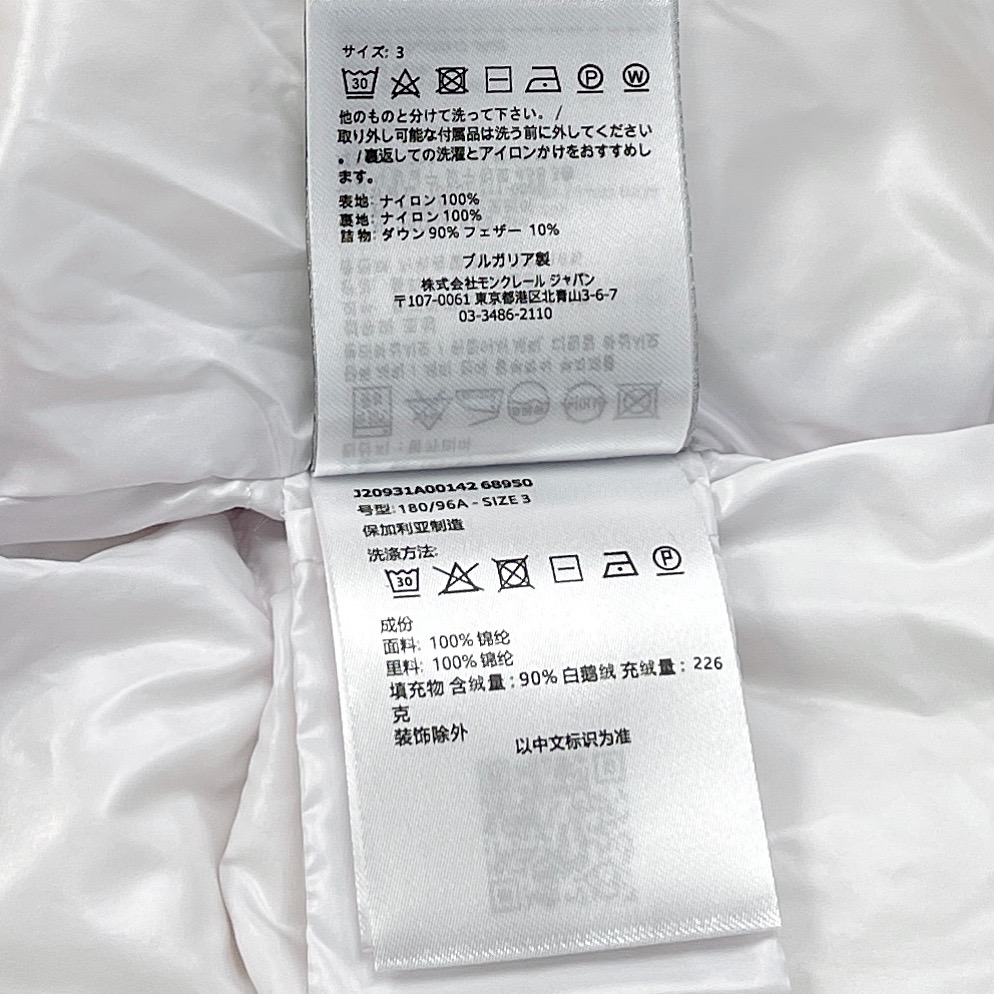 サイズ: 3
30 P W
他のものと分けて洗って下さい。/
取り外し可能な付属品は洗う前に外してください
。/裏返しての洗濯とアイロンかけをおすすめし
ます。
表地: ナイロン 100%
裏地: ナイロン 100%
詰物: ダウン 90% フェザー 10%
ブルガリア製
株式会社モンクレール ジャパン
〒107-0061 東京都港区北青山3-6-7
03-3486-2110
J20931A00142 68950
号型: 180/96A - SIZE 3
保加利亚制造
洗涤方法:
30 P
成份
面料: 100% 锦纶
里料: 100% 锦纶
填充物 含绒量 : 90% 白鹅绒 充绒量 : 226
克
装饰除外
以中文标识为准